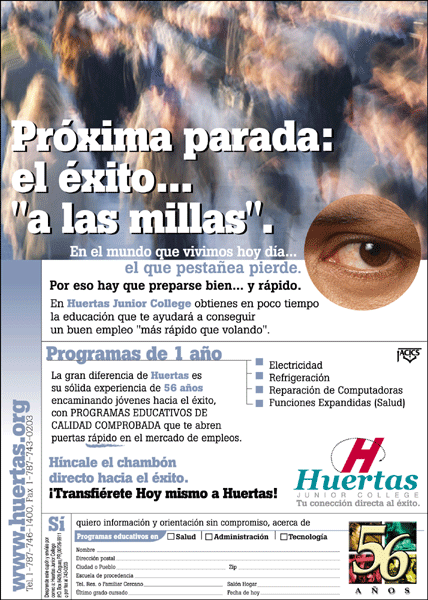 Próxima parada:
el éxito...
"a las millas".
En el mundo que vivimos hoy día...
el que pestañea pierde.
Por eso hay que preparse bien... y rápido.
En Huertas Junior College obtienes en poco tiempo
la educación que te ayudará a conseguir
un buen empleo "más rápido que volando".
Programas de 1 año
La gran diferencia de Huertas es
su sólida experiencia de 56 años
encaminando jóvenes hacia el éxito,
con PROGRAMAS EDUCATIVOS DE
CALIDAD COMPROBADA que te abren
puertas rápido en el mercado de empleos.
Electricidad
Refrigeración
Reparación de Computadoras
Funciones Expandidas (Salud)
ACICS
Híncale el chambón
directo hacia el éxito.
¡Transfiérete Hoy mismo a Huertas!
H
Huertas
JUNIOR COLLEGE
Tu conección directa al éxito.
www.huertas.org
Tel. 1-787-746-1400, Fax 1-787-743-0203
Sí quiero información y orientación sin compromiso, acerca de
Programas educativos en Salud Administración Tecnología
Nombre
Dirección postal
Ciudad o Pueblo Zip
Escuela de procedencia
Tel. Res. o Familiar Cercano Salón Hogar
Ultimo grado cursado Fecha de hoy
56
AÑOS